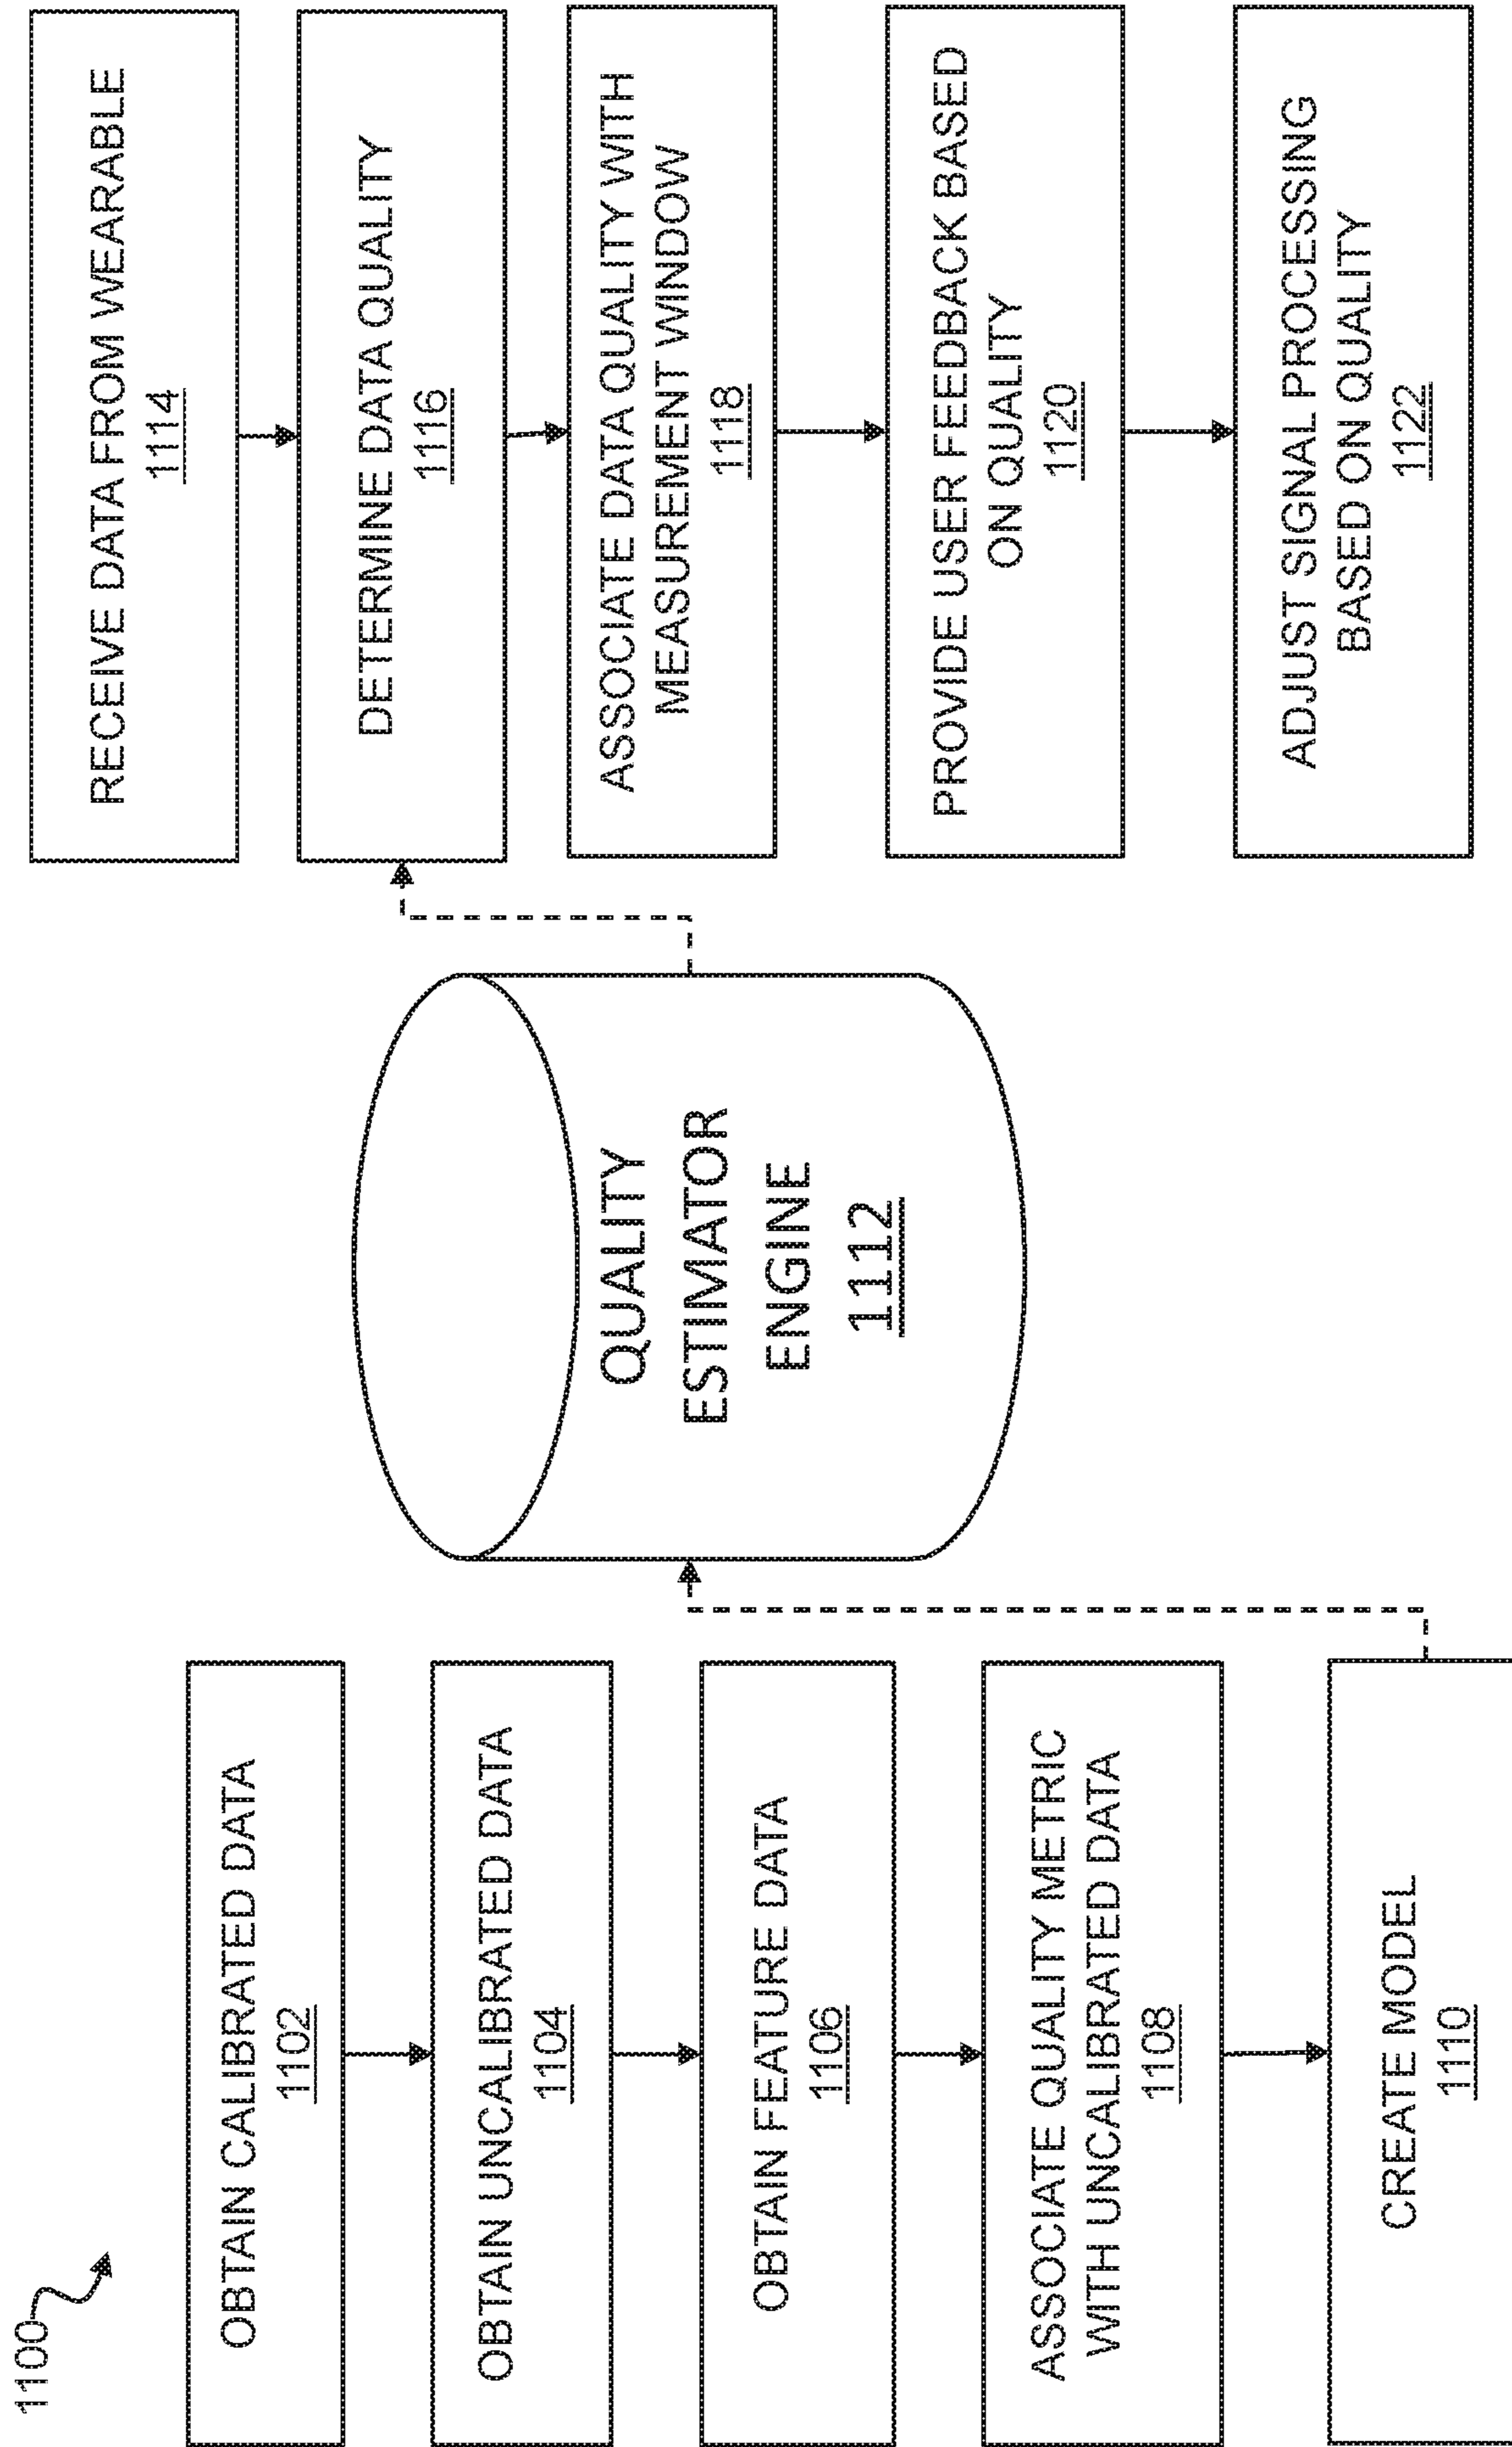 1100
OBTAIN CALIBRATED DATA
1102
OBTAIN UNCALIBRATED DATA
1104
OBTAIN FEATURE DATA
1106
ASSOCIATE QUALITY METRIC
WITH UNCALIBRATED DATA
1108
CREATE MODEL
1110
QUALITY
ESTIMATOR
ENGINE
1112
RECEIVE DATA FROM WEARABLE
1114
DETERMINE DATA QUALITY
1116
ASSOCIATE DATA QUALITY WITH
MEASUREMENT WINDOW
1118
PROVIDE USER FEEDBACK BASED
ON QUALITY
1120
ADJUST SIGNAL PROCESSING
BASED ON QUALITY
1122